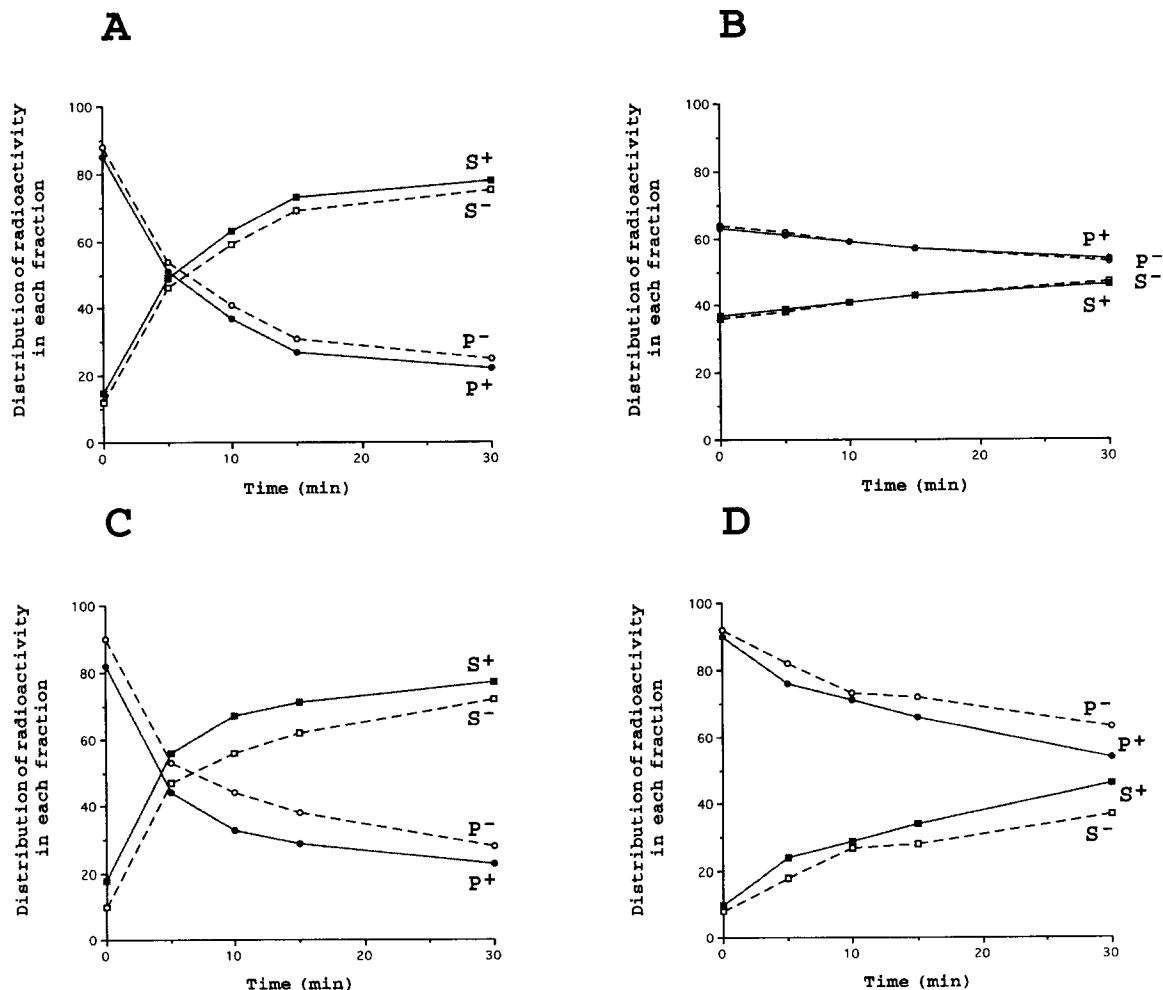 A
Distribution of radioactivity
in each fraction
100
80
60
40
20
0
S+
S−
P−
P+
0
10
20
30
Time (min)
B
Distribution of radioactivity
in each fraction
100
80
60
40
20
0
P+
P−
S−
S+
0
10
20
30
Time (min)
C
Distribution of radioactivity
in each fraction
100
80
60
40
20
0
S+
S−
P−
P+
0
10
20
30
Time (min)
D
Distribution of radioactivity
in each fraction
100
80
60
40
20
0
P−
P+
S+
S−
0
10
20
30
Time (min)